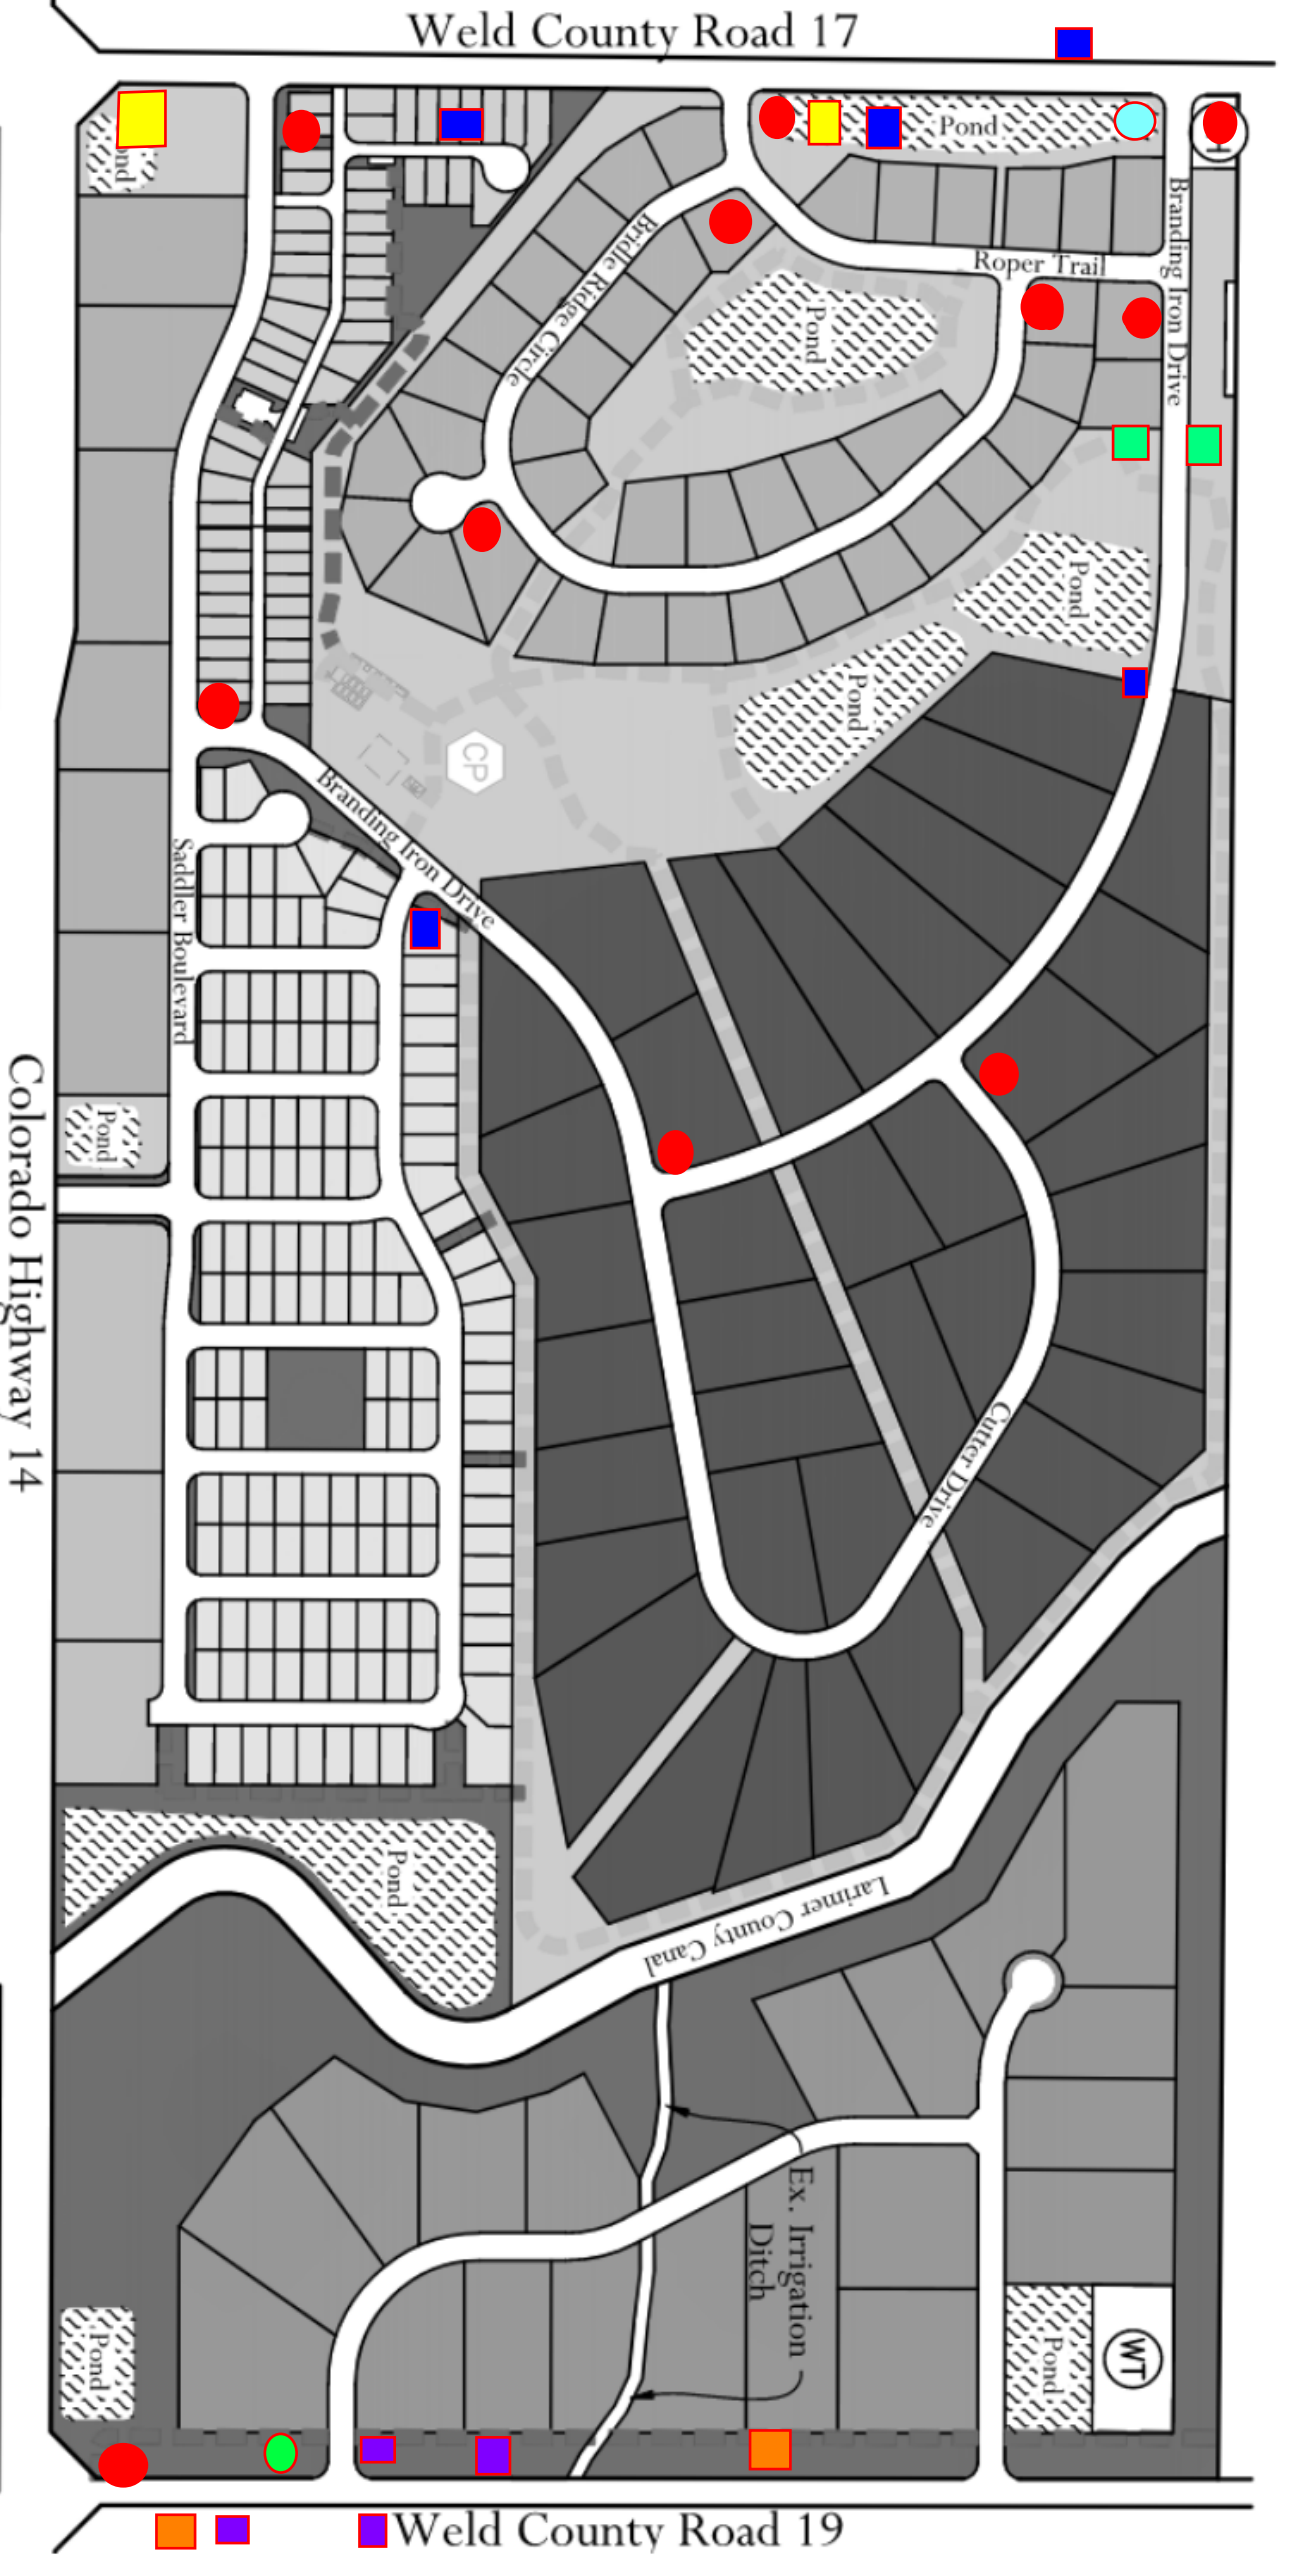 Weld County Road 17
Pond
Pond
Branding Iron Drive
Bridle Ridge Circle
Roper Trail
Pond
Pond
Pond
CP
Branding Iron Drive
Saddler Boulevard
Colorado Highway 14
Pond
Cutter Drive
Pond
Larimer County Canal
Ex. Irrigation
Ditch
Pond
Pond
WT
Weld County Road 19